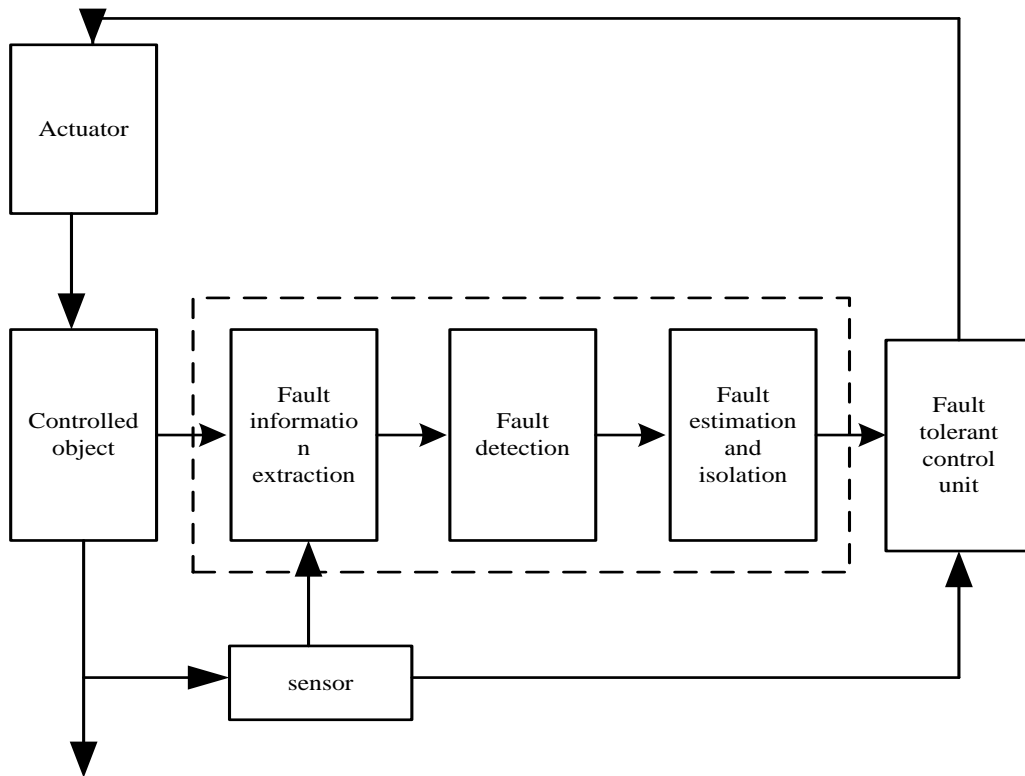 Actuator
Controlled
object
Fault
informatio
n
extraction
Fault
detection
Fault
estimation
and
isolation
Fault
tolerant
control
unit
sensor